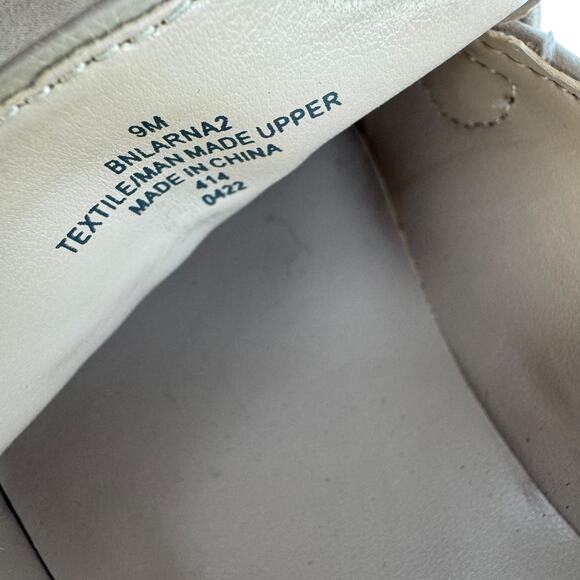 9M
BNLARNA2
TEXTILE/MAN MADE UPPER
MADE IN CHINA
414
0422